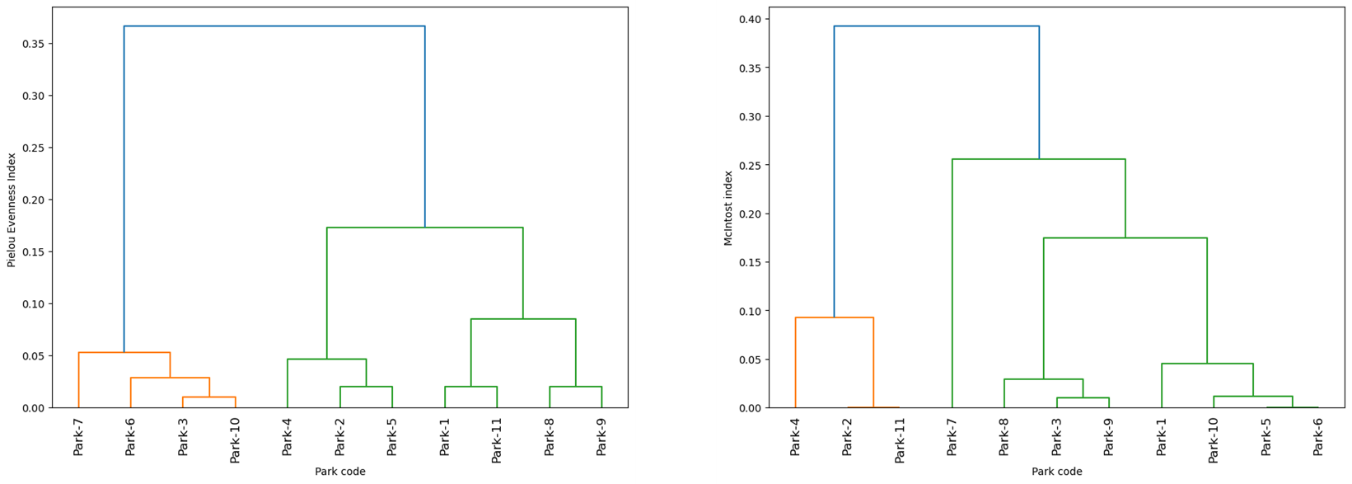 0.35
0.30
0.25
0.20
0.15
0.10
0.05
0.00
Pielou Evenness Index
Park-7
Park-6
Park-3
Park-10
Park-4
Park-2
Park-5
Park-1
Park-11
Park-8
Park-9
Park code
0.40
0.35
0.30
0.25
0.20
0.15
0.10
0.05
0.00
McIntost index
Park-4
Park-2
Park-11
Park-7
Park-8
Park-3
Park-9
Park-1
Park-10
Park-5
Park-6
Park code